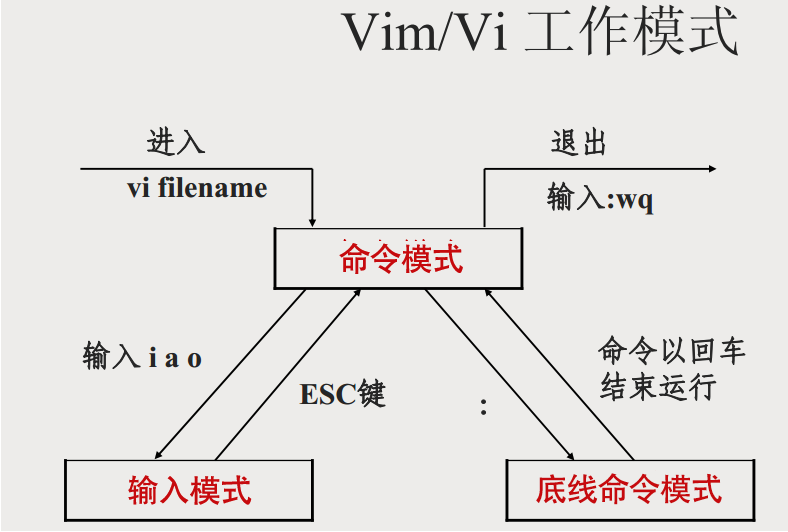 Vim/Vi 工作模式
进入
vi filename
退出
输入:wq
命令模式
输入 i a o
ESC键
:
命令以回车
结束运行
输入模式
底线命令模式